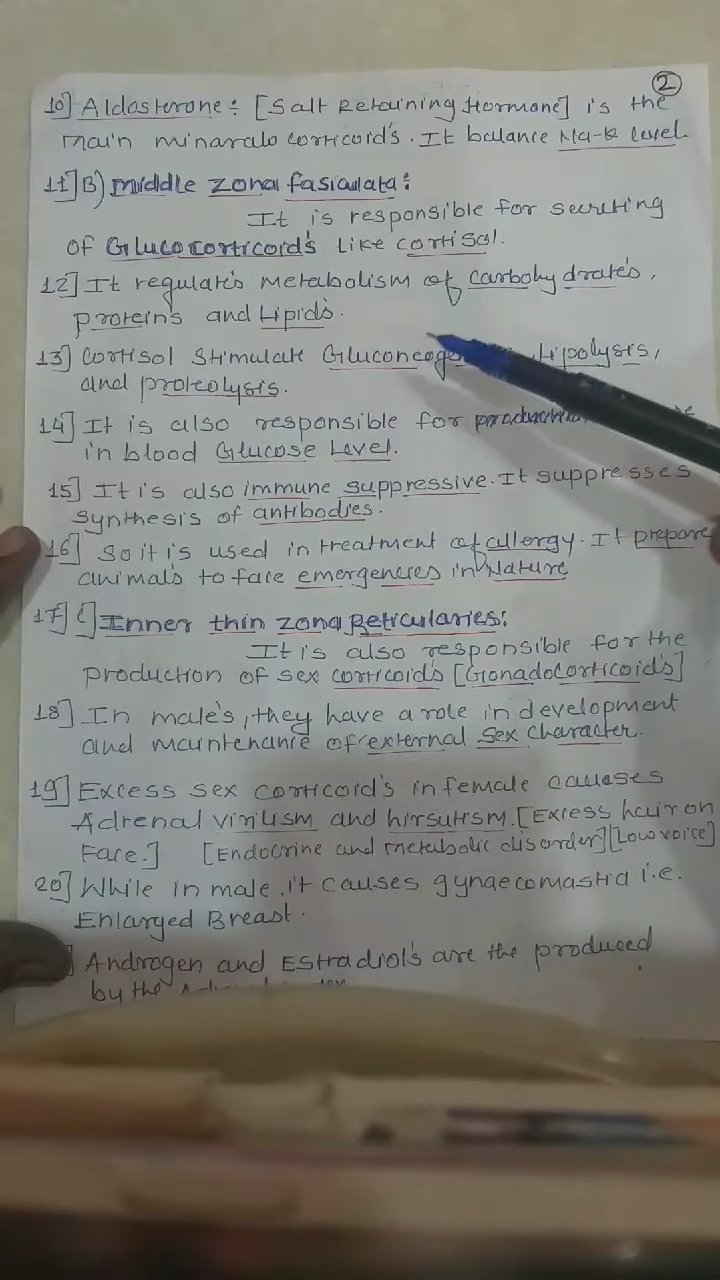 2
10] Aldosterone: [Salt Retaining Hormone] is the
main minaralo corticoid's. It balance Na-K level.
11] B) Middle zona fasiculata:
It is responsible for secreting
of Glucocorticoid's like cortisol.
12] It regulate's metabolism of carbohydrate's,
protein's and Lipid's.
13] Cortisol stimulate Lipolysis,
and proteolysis.
14] It is also responsible for
in blood Glucose Level.
15] It is also immune suppressive. It suppresses
synthesis of antibodies.
16] So it is used in treatment of allergy. It prepare
animal's to face emergencies in Nature
17] C] Inner thin zona Reticularies:
It is also responsible for the
production of sex corticoid's [Gonadocorticoid's]
18] In male's, they have a role in development
and maintenance of external sex character.
19] Excess sex corticoid's in female causes
Adrenal virilism and hirsutism. [Excess hair on
Face.] [Endocrine and metabolic disorder] [Low voice]
20] While in male it causes gynaecomastia i.e.
Enlarged Breast.
] Androgen and Estradiol's are the produced
by the